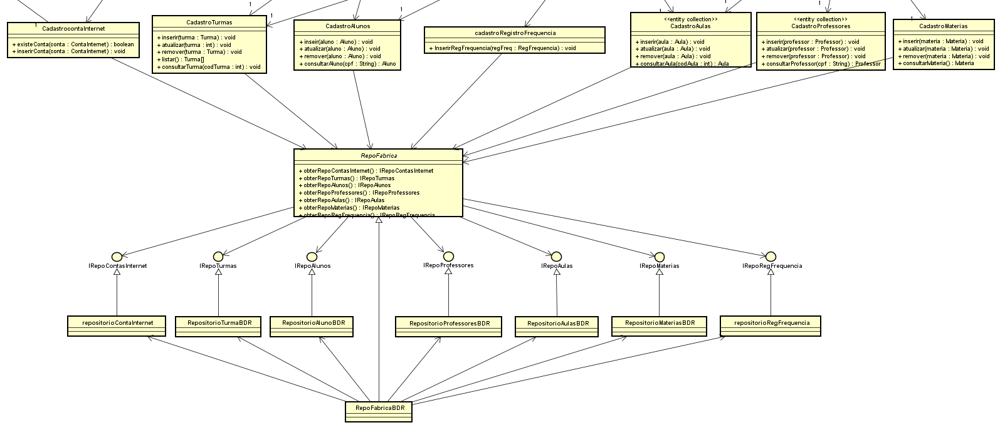 1
1
1
1
1
1
1
1
CadastrocontaInternet
+ existeConta(conta : ContaInternet) : boolean
+ inserirConta(conta : ContaInternet) : void
CadastroTurmas
+ inserir(turma : Turma) : void
+ atualizar(turma : int) : void
+ remover(turma : Turma) : void
+ listar() : Turma[]
+ consultarTurma(codTurma : int) : void
CadastroAlunos
+ inseir(aluno : Aluno) : void
+ atualizar(aluno : Aluno) : void
+ remover(aluno : Aluno) : void
+ consultarAluno(cpf : String) : Aluno
cadastroRegistroFrequencia
+ InserirRegFrequencia(regFreq : RegFrequencia) : void
<<entity collection>>
CadastroAulas
+ inserir(aula : Aula) : void
+ atualizar(aula : Aula) : void
+ remover(aula : Aula) : void
+ consultarAula(codAula : int) : Aula
<<entity collection>>
CadastroProfessores
+ inserir(professor : Professor) : void
+ atualizar(professor : Professor) : void
+ remover(professor : Professor) : void
+ consultarProfessor(cpf : String) : Professor
CadastroMaterias
+ inserir(materia : Materia) : void
+ atualizar(materia : Materia) : void
+ remover(materia : Materia) : void
+ consultarMateria() : Materia
RepoFabrica
+ obterRepoContasInternet() : IRepoContasInternet
+ obterRepoTurmas() : IRepoTurmas
+ obterRepoAlunos() : IRepoAlunos
+ obterRepoProfessores() : IRepoProfessores
+ obterRepoAulas() : IRepoAulas
+ obterRepoMaterias() : IRepoMaterias
+ obterRepoRegFrequencia() : IRepoRegFrequencia
IRepoContasInternet
IRepoTurmas
IRepoAlunos
IRepoProfessores
IRepoAulas
IRepoMaterias
IRepoRegFrequencia
repositorioContaInternet
RepositorioTurmaBDR
RepositorioAlunoBDR
RepositorioProfessoresBDR
RepositorioAulasBDR
RepositorioMateriasBDR
repositorioRegFrequencia
RepoFabricaBDR